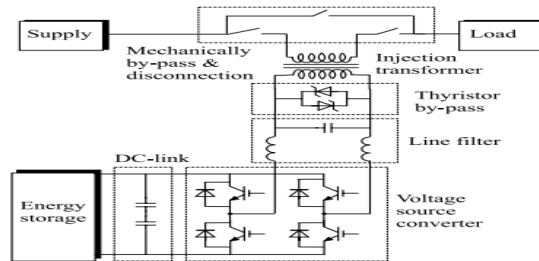 Supply
Load
Mechanically
by-pass &
disconnection
Injection
transformer
Thyristor
by-pass
Line filter
DC-link
Energy
storage
Voltage
source
converter